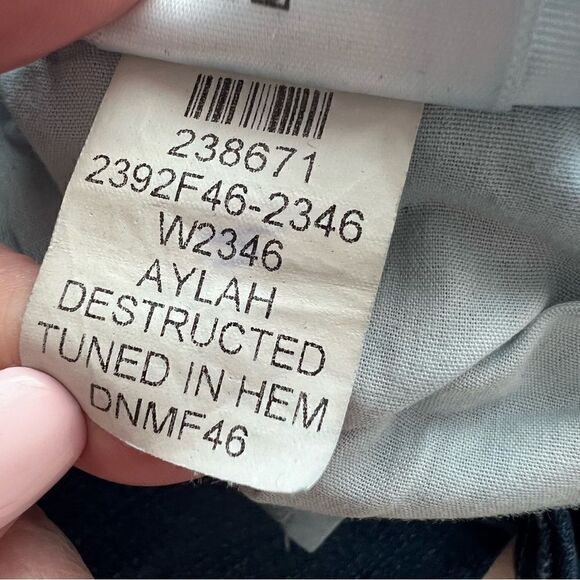 238671
2392F46-2346
W2346
AYLAH
DESTRUCTED
TUNED IN HEM
DNMF46